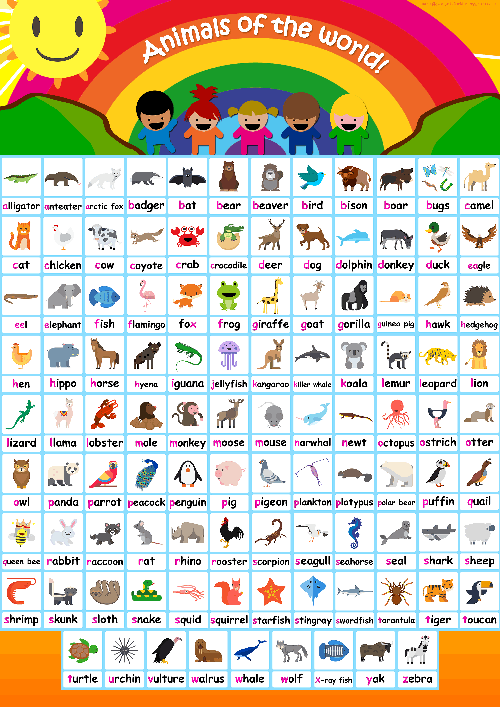 Animals of the world!
alligator anteater arctic fox badger bat bear beaver bird bison boar bugs camel
cat chicken cow coyote crab crocodile deer dog dolphin donkey duck eagle
eel elephant fish flamingo fox frog giraffe goat gorilla guinea pig hawk hedgehog
hen hippo horse hyena iguana jellyfish kangaroo killer whale koala lemur leopard lion
lizard llama lobster mole monkey moose mouse narwhal newt octopus ostrich otter
owl panda parrot peacock penguin pig pigeon plankton platypus polar bear puffin quail
queen bee rabbit raccoon rat rhino rooster scorpion seagull seahorse seal shark sheep
shrimp skunk sloth snake squid squirrel starfish stingray swordfish tarantula tiger toucan
turtle urchin vulture walrus whale wolf x-ray fish yak zebra